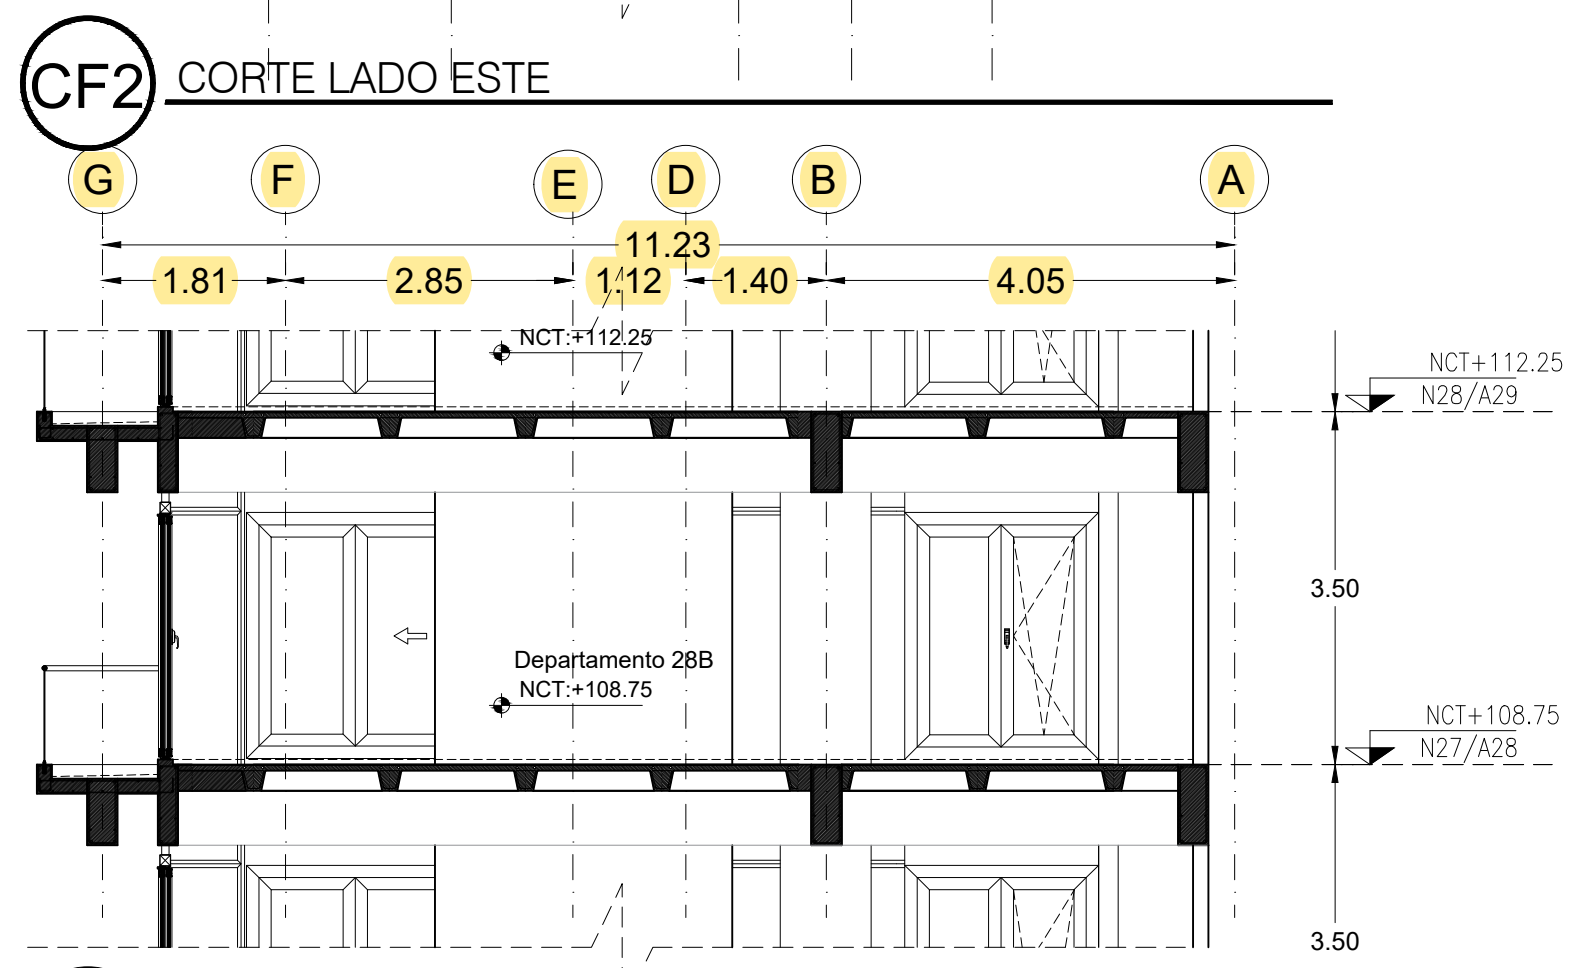 CF2 CORTE LADO ESTE
G F E D B A
11.23
1.81 2.85 1.12 1.40 4.05
NCT:+112.25
NCT+112.25
N28/A29
3.50
Departamento 28B
NCT:+108.75
NCT+108.75
N27/A28
3.50